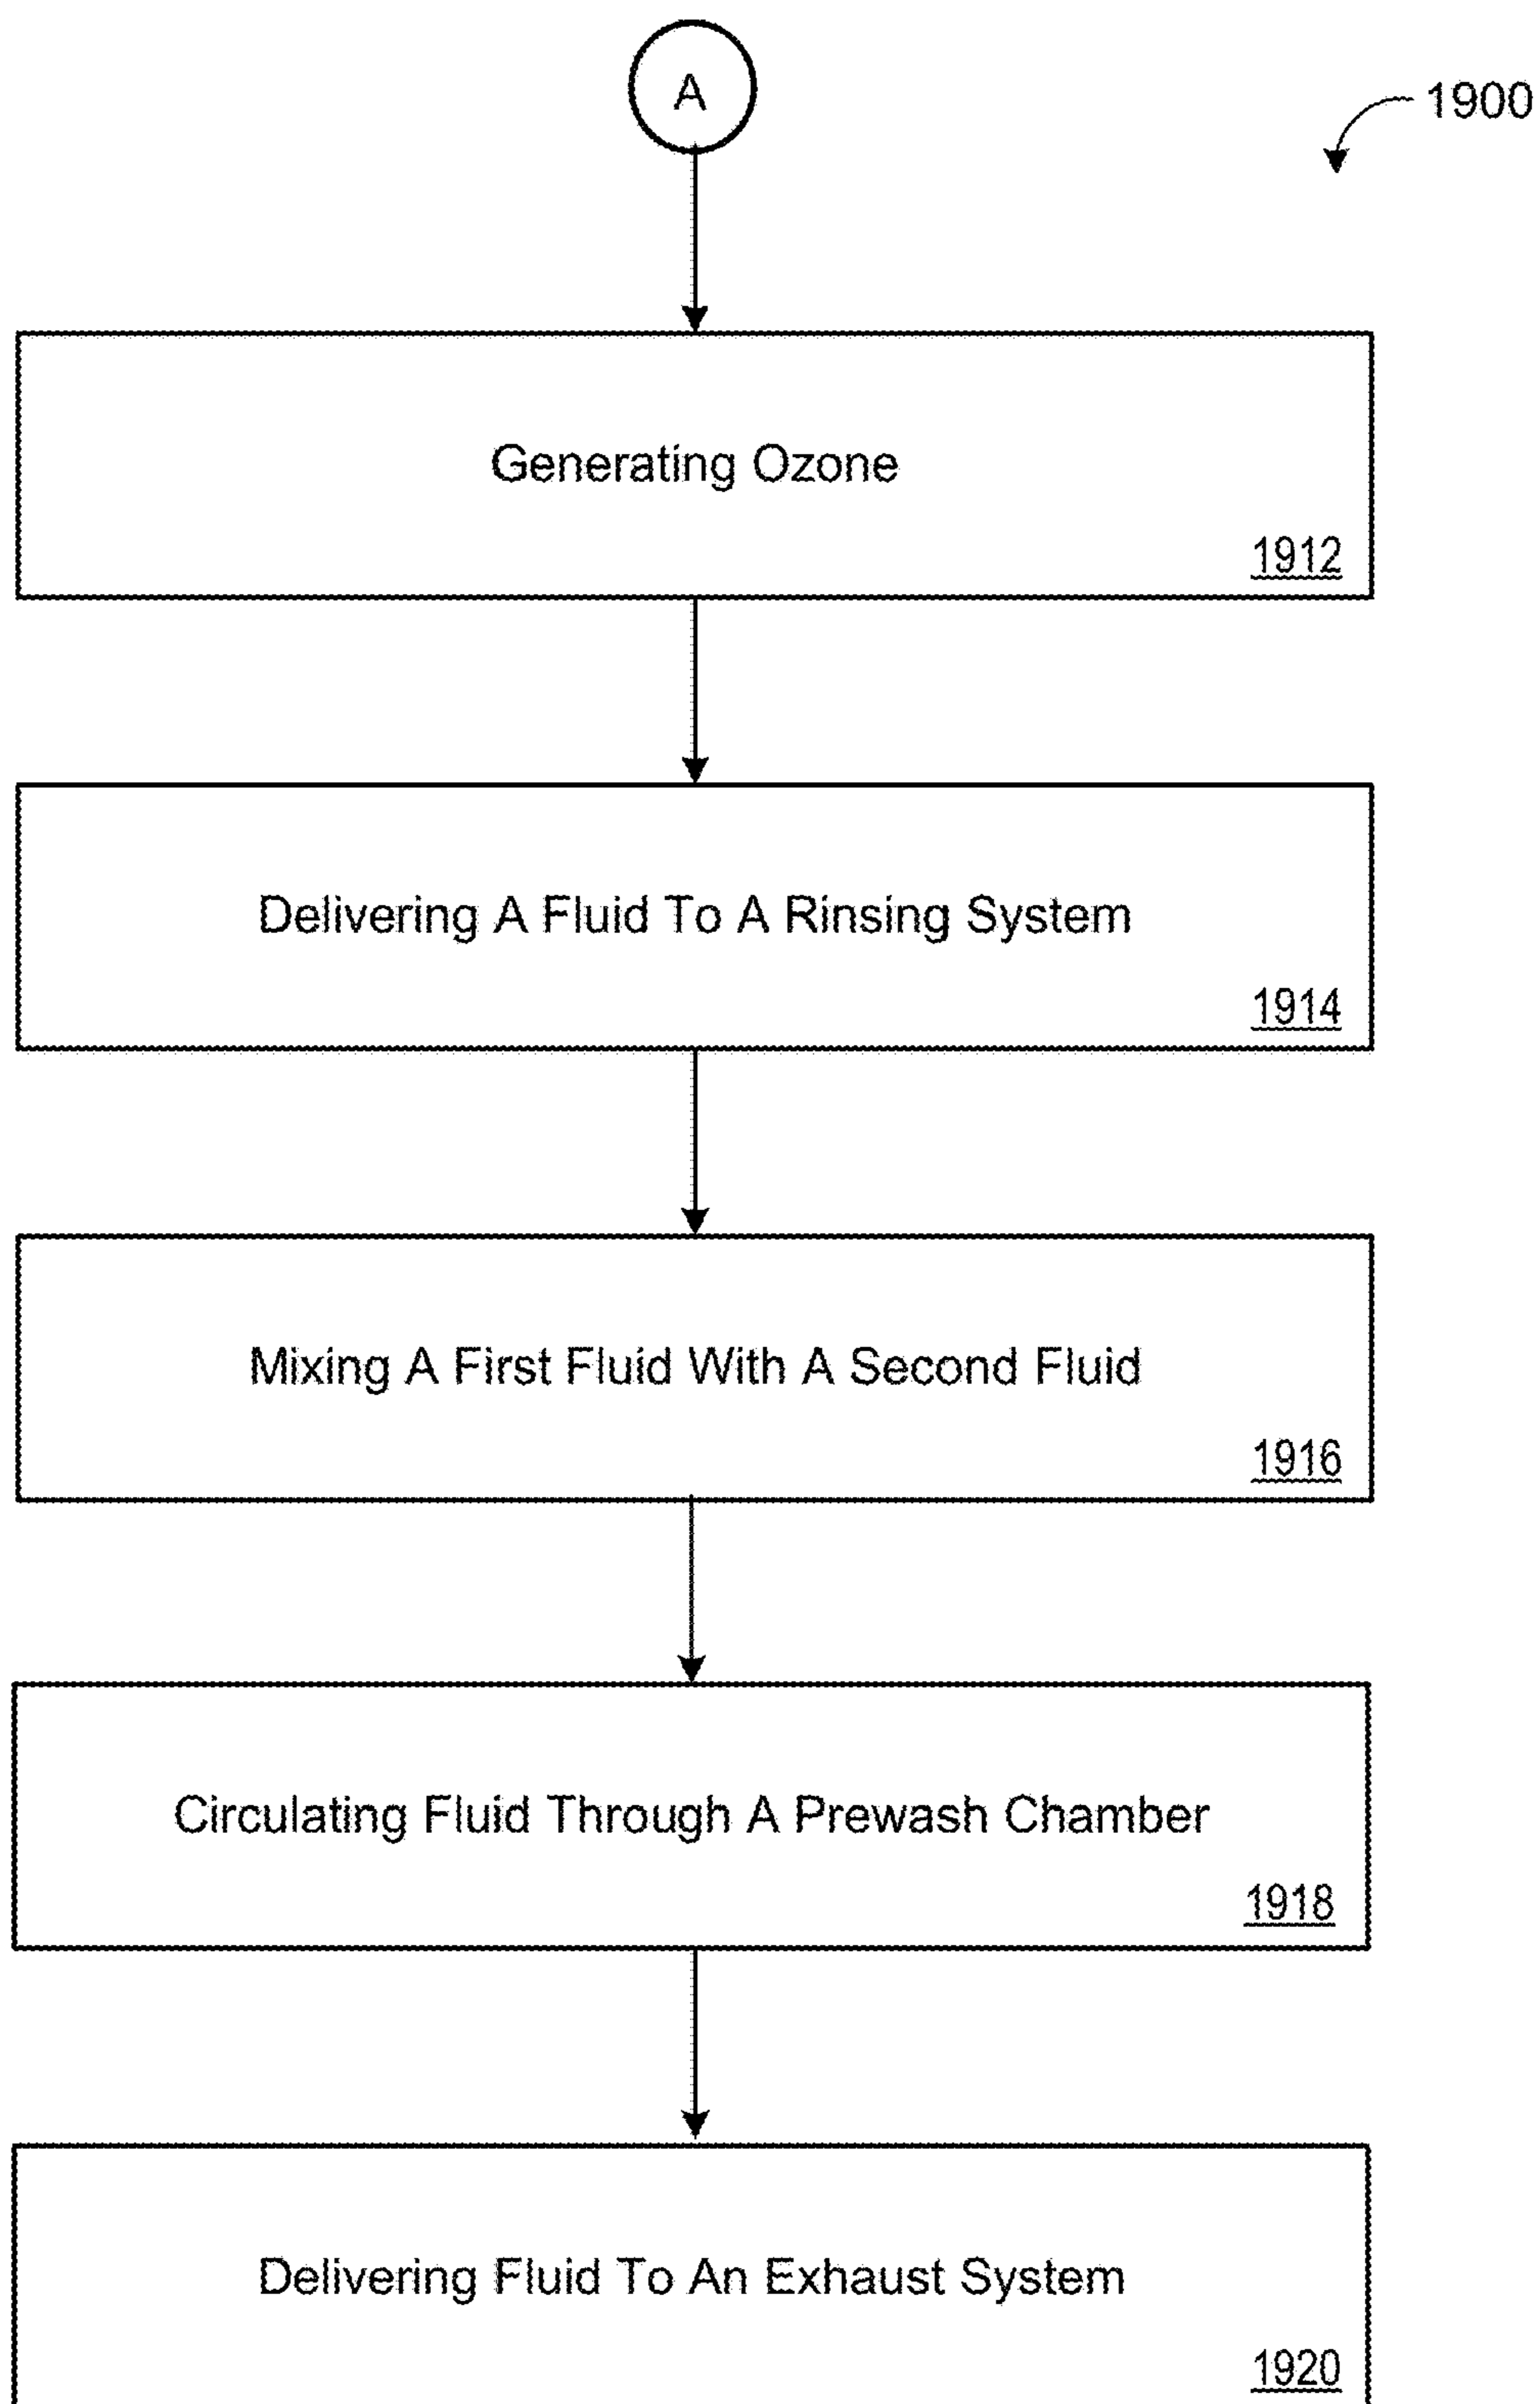 A
1900
Generating Ozone
1912
Delivering A Fluid To A Rinsing System
1914
Mixing A First Fluid With A Second Fluid
1916
Circulating Fluid Through A Prewash Chamber
1918
Delivering Fluid To An Exhaust System
1920